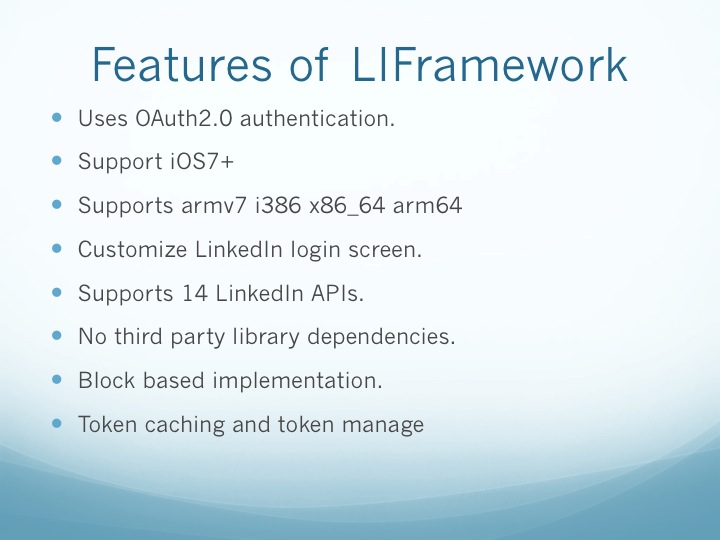 Features of LIFramework
• Uses OAuth2.0 authentication.
• Support iOS7+
• Supports armv7 i386 x86_64 arm64
• Customize LinkedIn login screen.
• Supports 14 LinkedIn APIs.
• No third party library dependencies.
• Block based implementation.
• Token caching and token manage